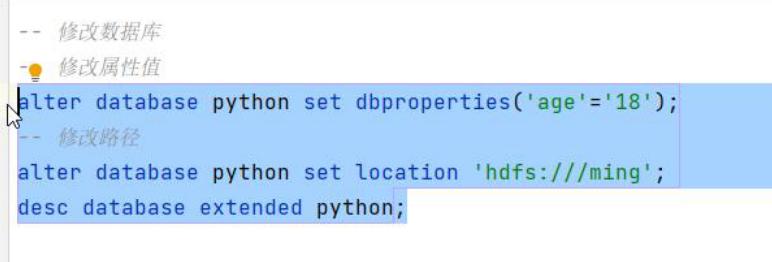 -- 修改数据库
-- 修改属性值
alter database python set dbproperties('age'='18');
-- 修改路径
alter database python set location 'hdfs:///ming';
desc database extended python;